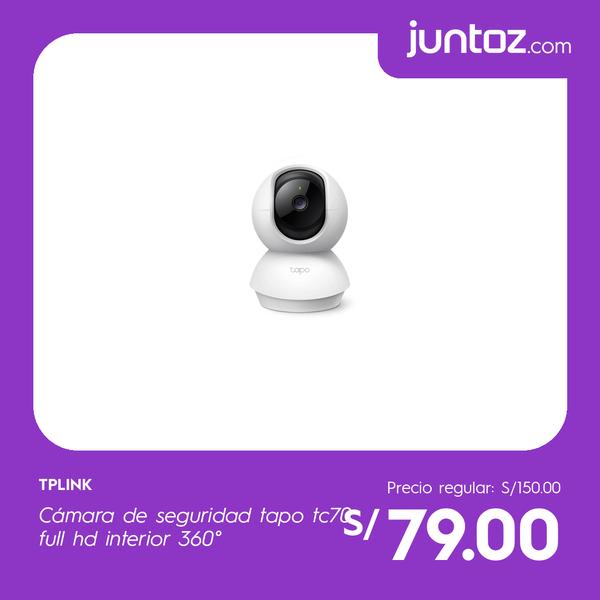 juntoz.com
tapo
TPLINK
Cámara de seguridad tapo tc70
full hd interior 360°
Precio regular: S/150.00
S/79.00